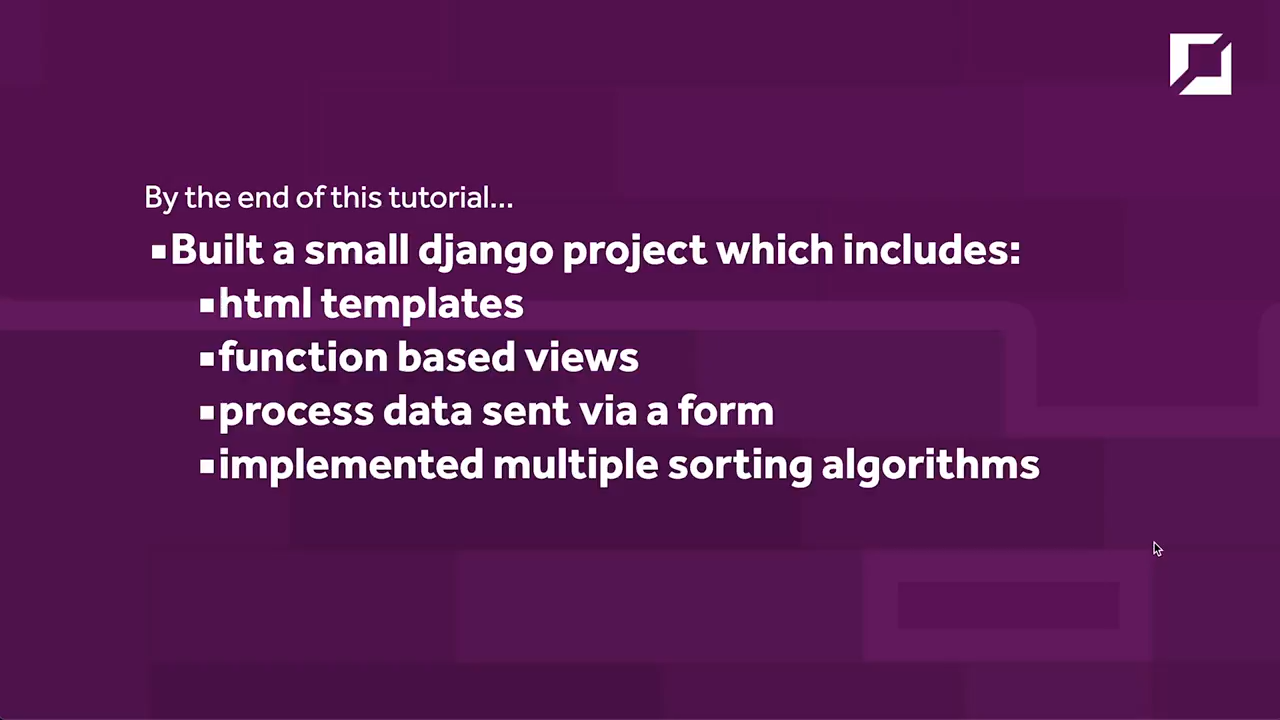 By the end of this tutorial...
▪Built a small django project which includes:
▪html templates
▪function based views
▪process data sent via a form
▪implemented multiple sorting algorithms